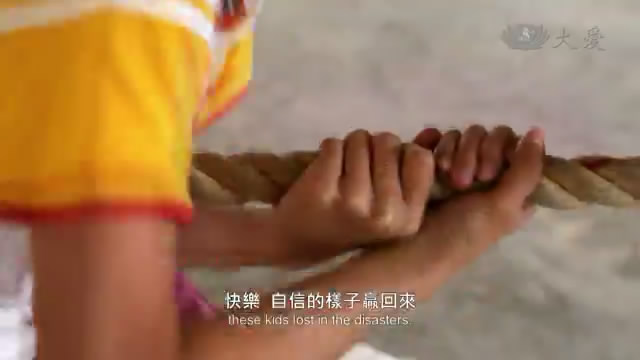 大愛
快樂 自信的樣子贏回來
these kids lost in the disasters